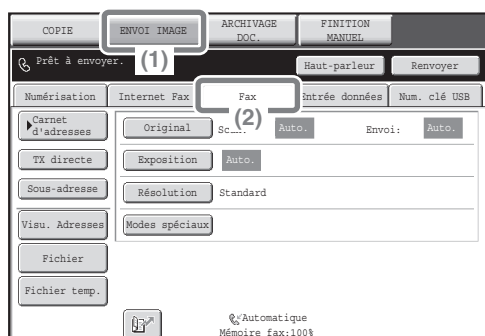 COPIE
ENVOI IMAGE
ARCHIVAGE
DOC.
FINITION
MANUEL
Prêt à envoyer.
(1)
Haut-parleur
Renvoyer
Numérisation
Internet Fax
Fax
Entrée données
Num. clé USB
(2)
Carnet
d'adresses
Original
Auto.
Envoi:
Auto.
TX directe
Exposition
Auto.
Sous-adresse
Résolution
Standard
Visu. Adresses
Modes spéciaux
Fichier
Fichier temp.
Automatique
Mémoire fax:100%